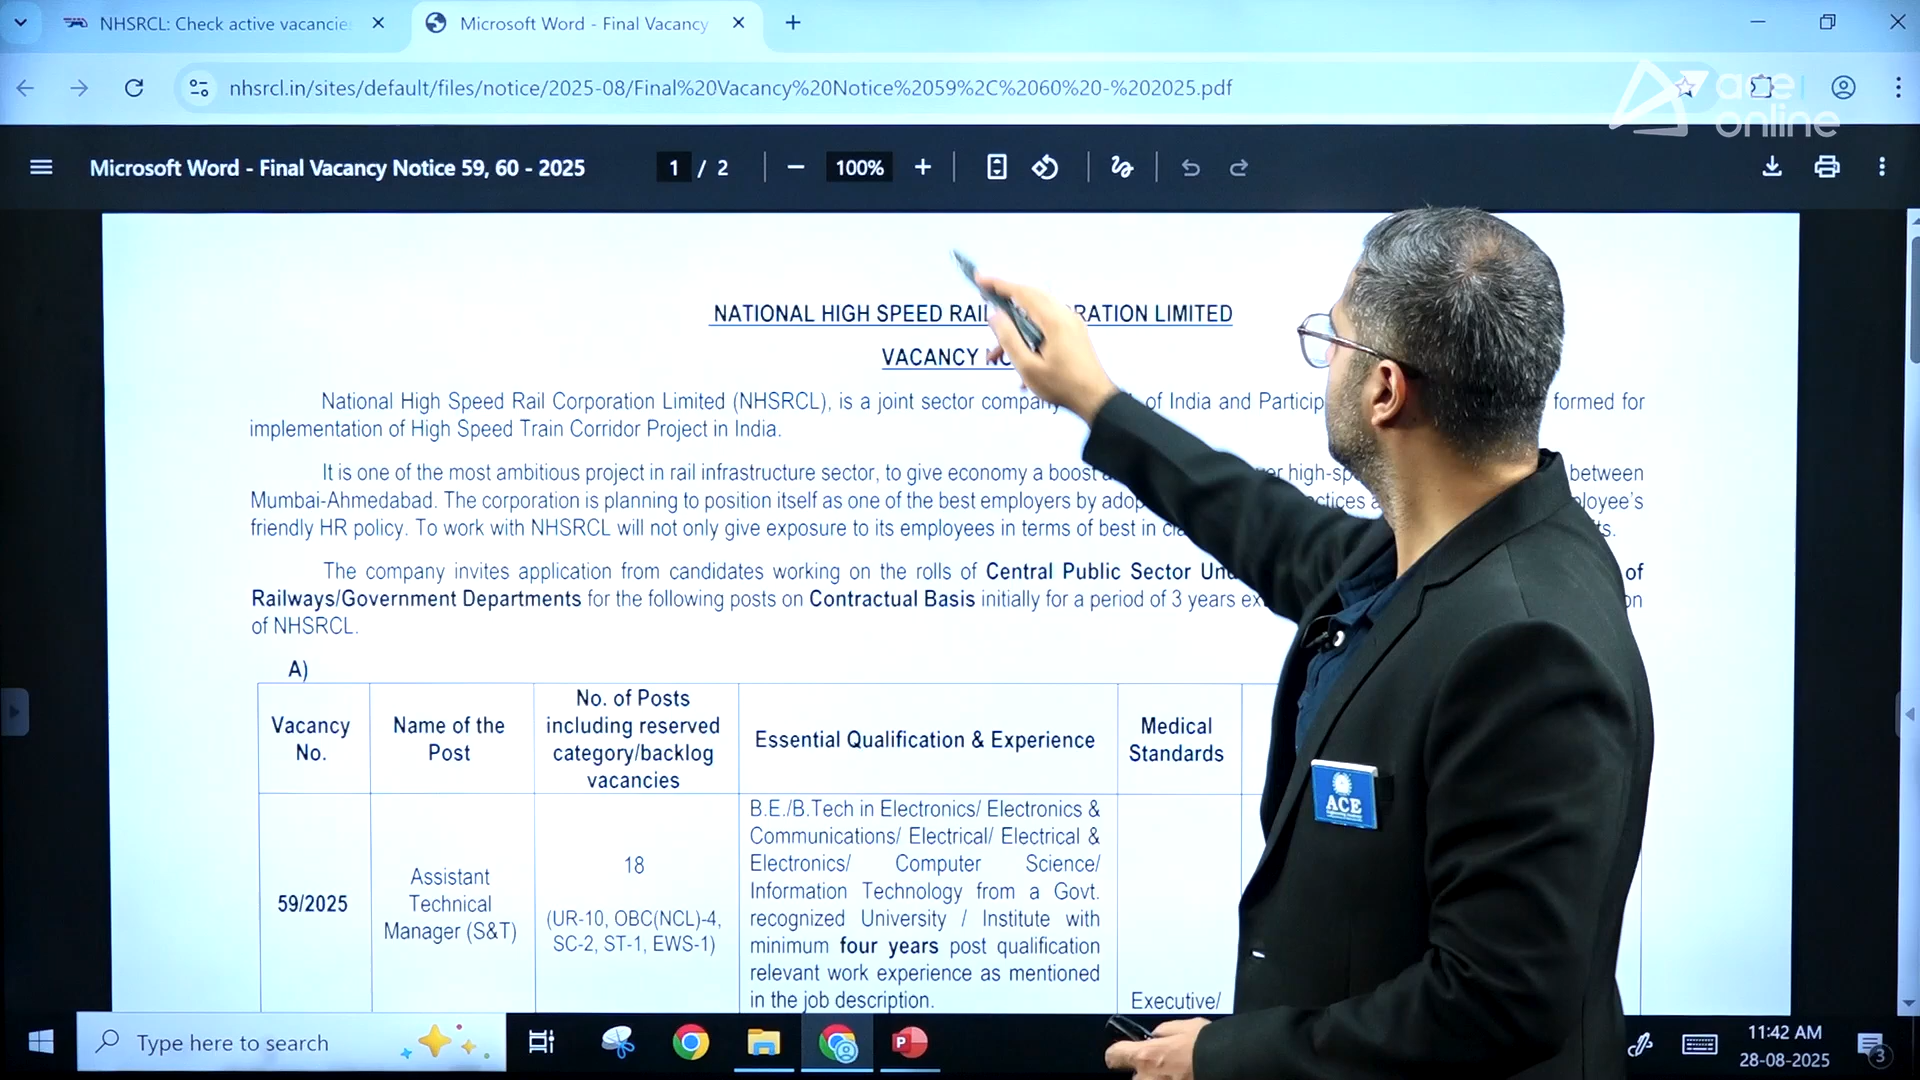 NHSRCL: Check active vacancie
Microsoft Word - Final Vacancy
nhsrcl.in/sites/default/files/notice/2025-08/Final%20Vacancy%20Notice%2059%2C%2060%20-%202025.pdf
ace
online
Microsoft Word - Final Vacancy Notice 59, 60 - 2025
1 / 2
100%
NATIONAL HIGH SPEED RAIL RATION LIMITED
VACANCY
National High Speed Rail Corporation Limited (NHSRCL), is a joint sector company of India and formed for
implementation of High Speed Train Corridor Project in India.
It is one of the most ambitious project in rail infrastructure sector, to give economy a boost between
Mumbai-Ahmedabad. The corporation is planning to position itself as one of the best employers by
friendly HR policy. To work with NHSRCL will not only give exposure to its employees in terms of best in
The company invites application from candidates working on the rolls of Central Public Sector of
Railways/Government Departments for the following posts on Contractual Basis initially for a period of 3 years
of NHSRCL.
A)
Vacancy No.
Name of the Post
No. of Posts including reserved category/backlog vacancies
Essential Qualification & Experience
Medical Standards
59/2025
Assistant Technical Manager (S&T)
18
(UR-10, OBC(NCL)-4,
SC-2, ST-1, EWS-1)
B.E./B.Tech in Electronics/ Electronics &
Communications/ Electrical/ Electrical &
Electronics/ Computer Science/
Information Technology from a Govt.
recognized University / Institute with
minimum four years post qualification
relevant work experience as mentioned
in the job description.
Executive/
ACE
Type here to search
11:42 AM
28-08-2025
3